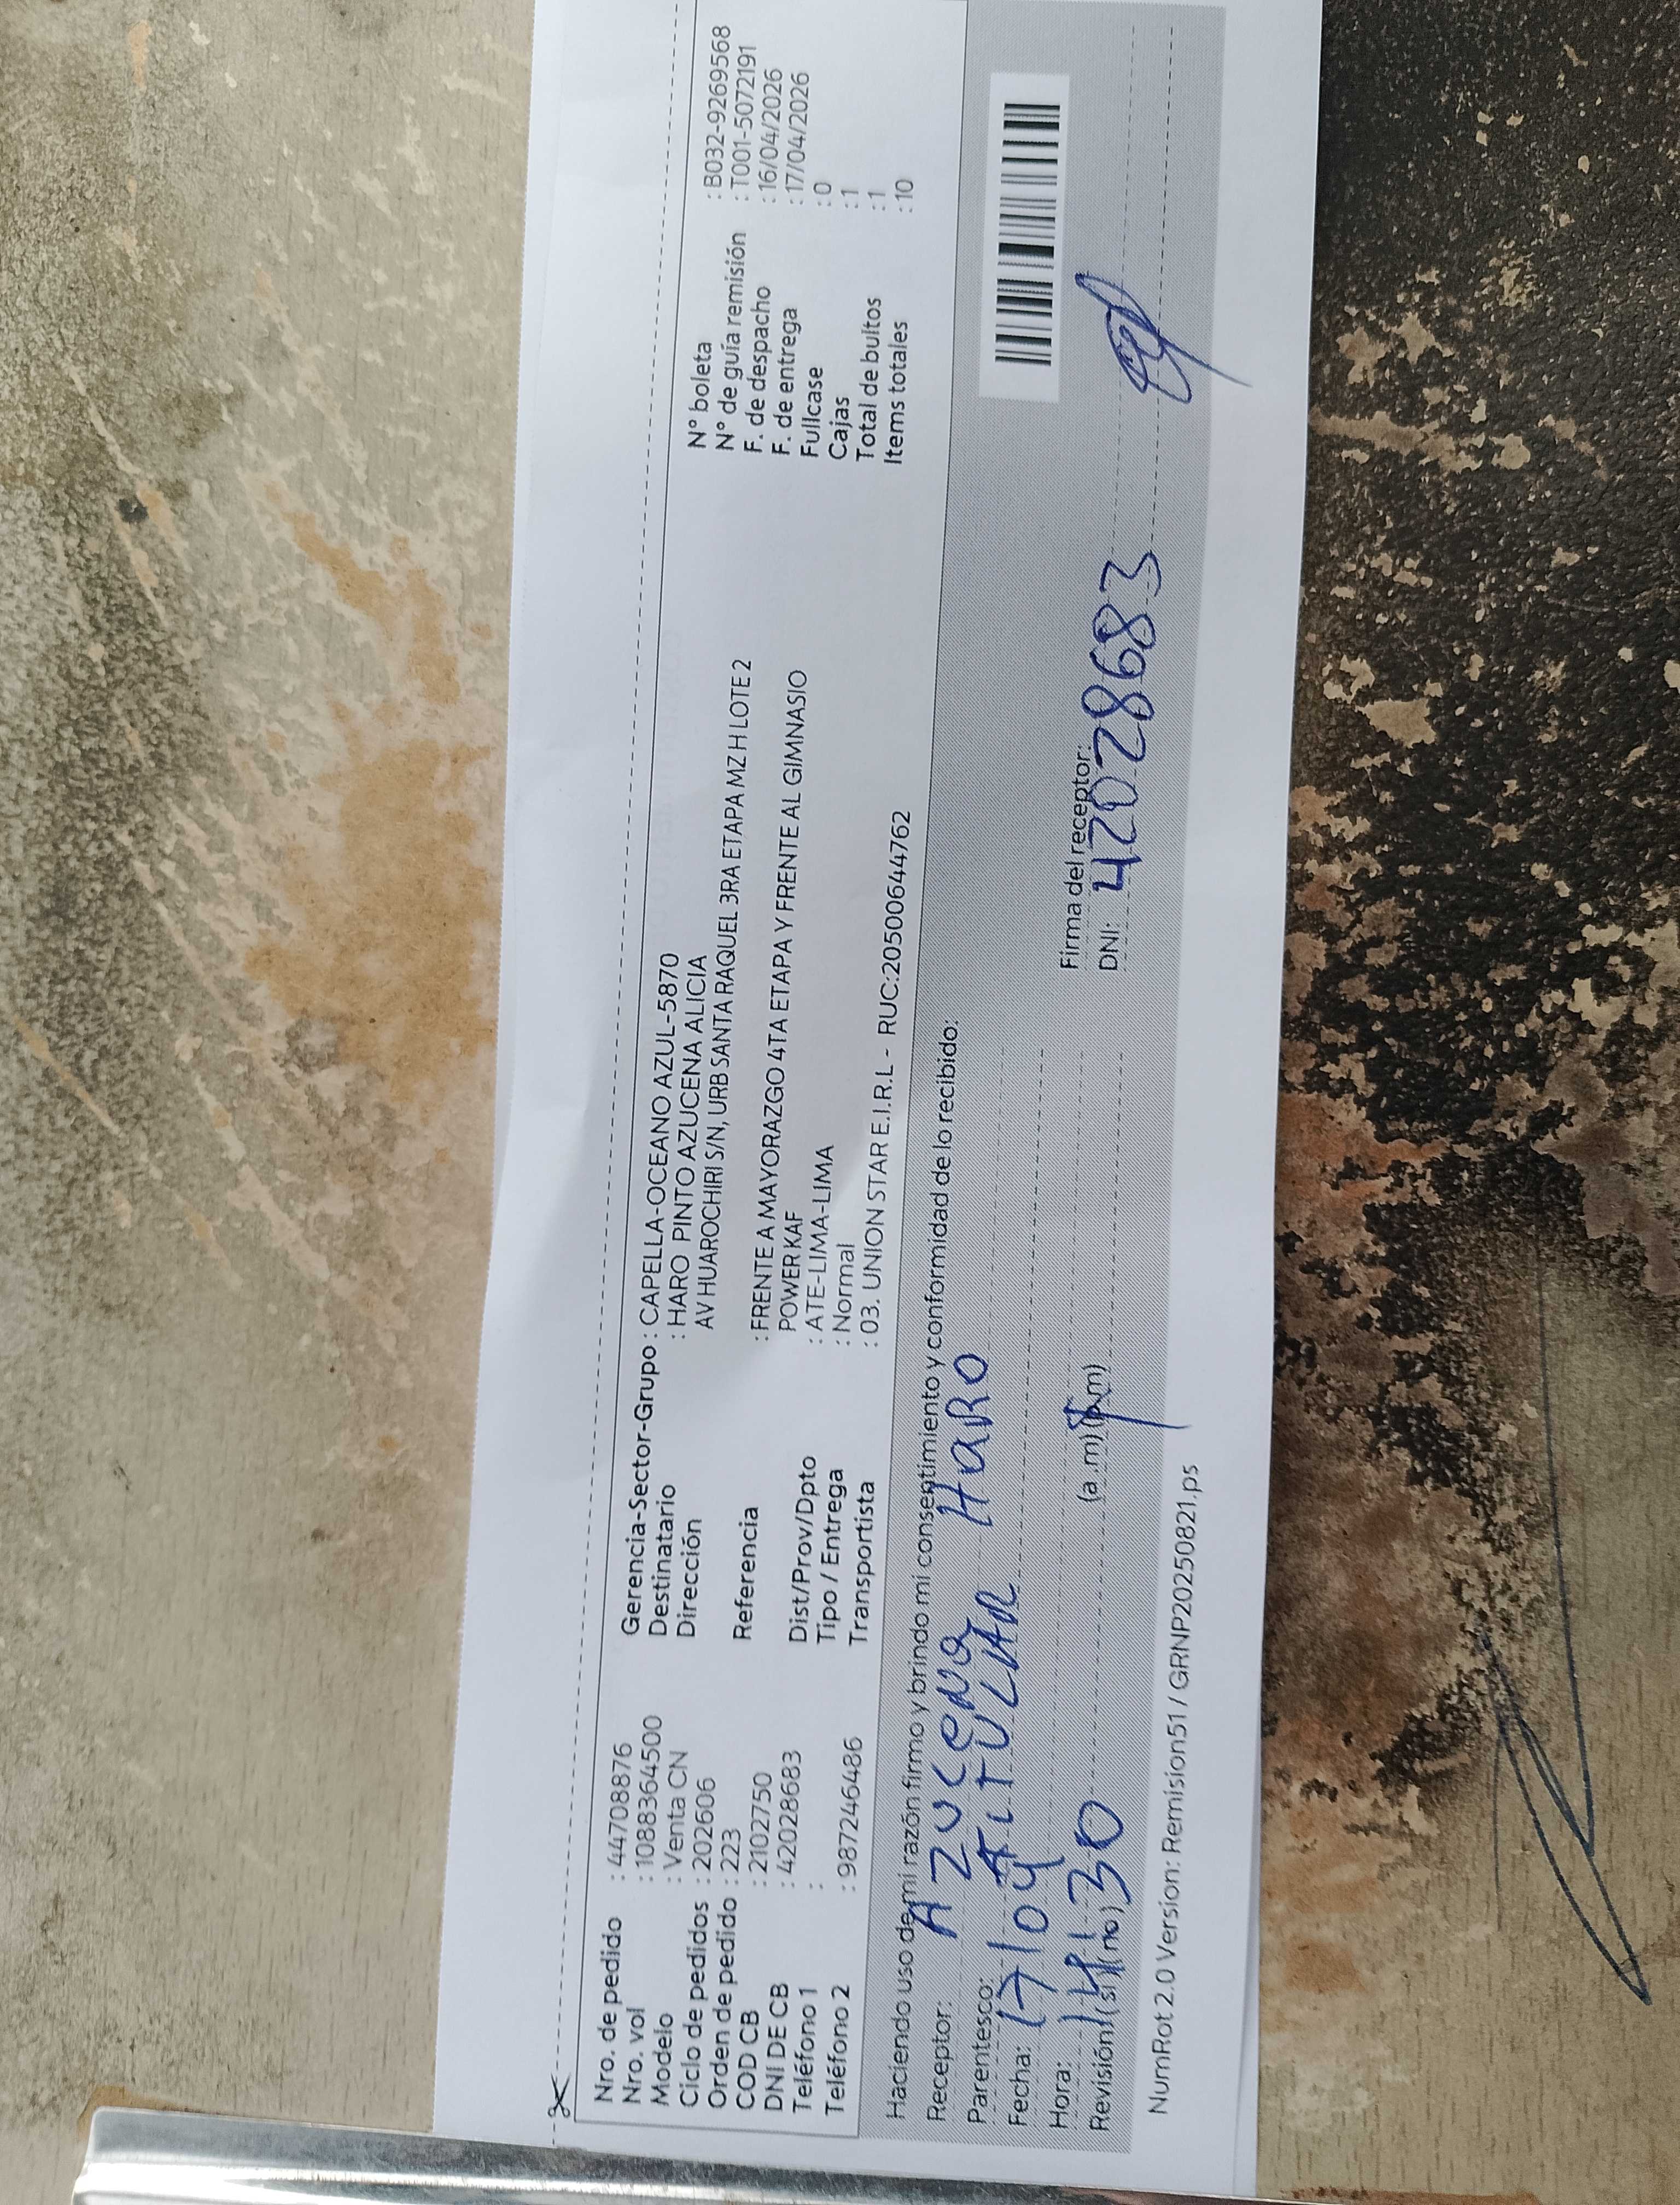 Nro. de pedido : 44708876
Nro. vol : 1088364500
Modelo : Venta CN
Ciclo de pedidos : 202606
Orden de pedido : 223
COD CB : 2102750
DNI DE CB : 42028683
Teléfono 1 :
Teléfono 2 : 987246486
Gerencia-Sector-Grupo : CAPELLA-OCEANO AZUL-5870
Destinatario : HARO PINTO AZUCENA ALICIA
Dirección AV HUAROCHIRI S/N, URB SANTA RAQUEL 3RA ETAPA MZ H LOTE 2
Referencia : FRENTE A MAYORAZGO 4TA ETAPA Y FRENTE AL GIMNASIO
POWER KAF
Dist/Prov/Dpto : ATE-LIMA-LIMA
Tipo / Entrega : Normal
Transportista : 03. UNION STAR E.I.R.L - RUC:20500644762
N° boleta : B032-9269568
N° de guía remisión : T001-5072191
F. de despacho : 16/04/2026
F. de entrega : 17/04/2026
Fullcase : 0
Cajas : 1
Total de bultos : 1
Items totales : 10
Haciendo uso de mi razón firmo y brindo mi consentimiento y conformidad de lo recibido:
Receptor: AZUCENA HARO
Parentesco: TITULAR
Fecha: 17/04
Hora: 14:30 (a .m) (p.m)
Revisión (si) (no)
Firma del receptor:
DNI: 42028683
NumRot 2.0 Version: Remision51 / GRNP20250821.ps